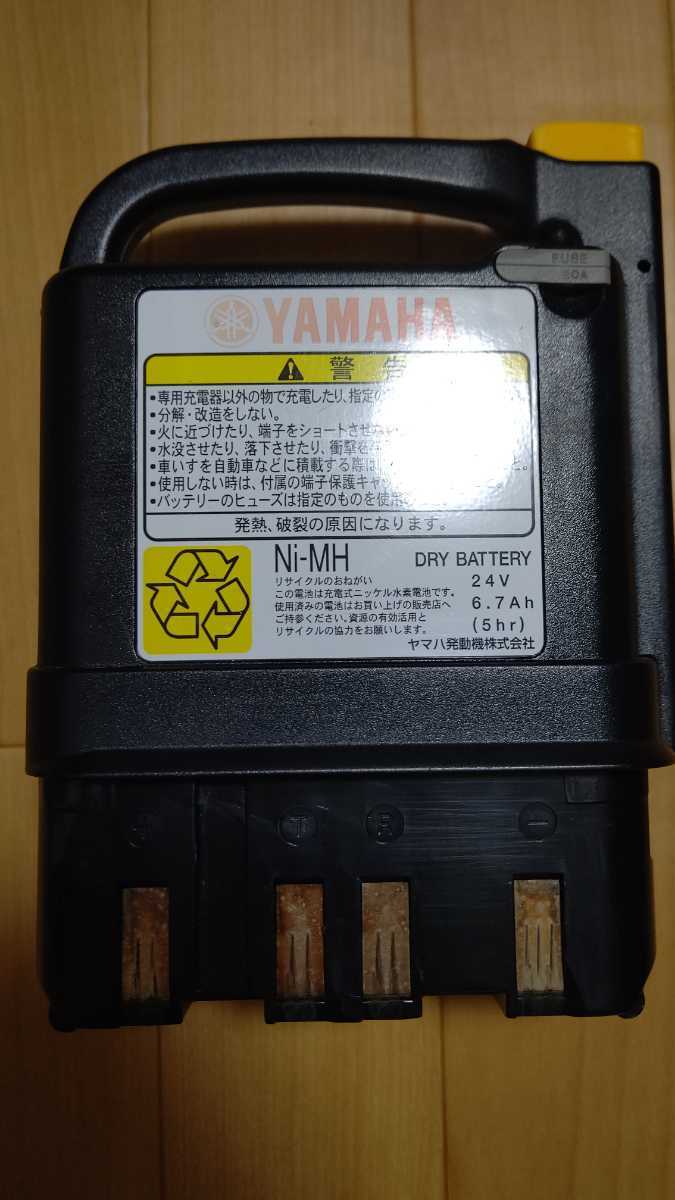 FUSE
YAMAHA
警告
・専用充電器以外の物で充電したり、指定の
・分解・改造をしない。
・火に近づけたり、端子をショートさせない
・水没させたり、落下させたり、衝撃を
・車いすを自動車などに積載する際は と。
・使用しない時は、付属の端子保護キャ
・バッテリーのヒューズは指定のものを使用
発熱、破裂の原因になります。
Ni-MH DRY BATTERY
リサイクルのおねがい 24V
この電池は充電式ニッケル水素電池です。
使用済みの電池はお買い上げの販売店へ 6.7Ah
ご持参ください。資源の有効活用と (5hr)
リサイクルの協力をお願いします。
ヤマハ発動機株式会社
T
−